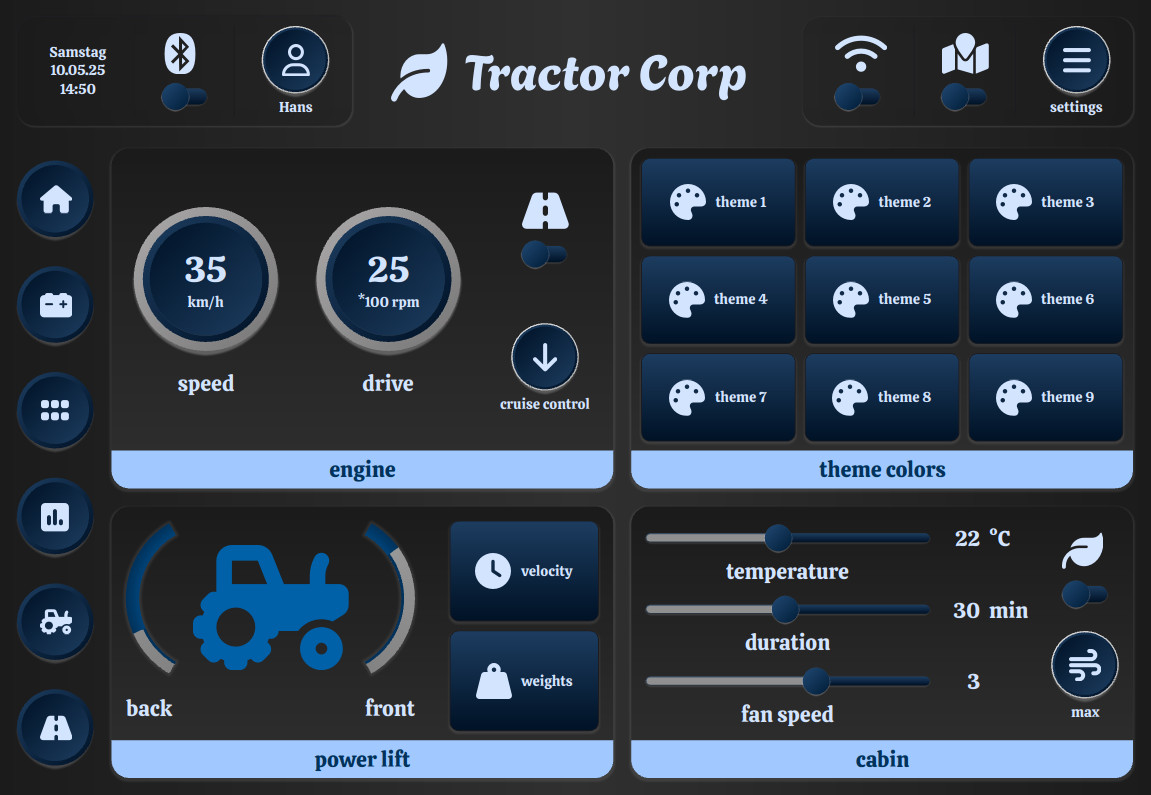 Samstag
10.05.25
14:50
Hans
Tractor Corp
settings
35
km/h
speed
25
*100 rpm
drive
cruise control
engine
theme 1
theme 2
theme 3
theme 4
theme 5
theme 6
theme 7
theme 8
theme 9
theme colors
back
front
velocity
weights
power lift
22 °C
temperature
30 min
duration
3
fan speed
max
cabin